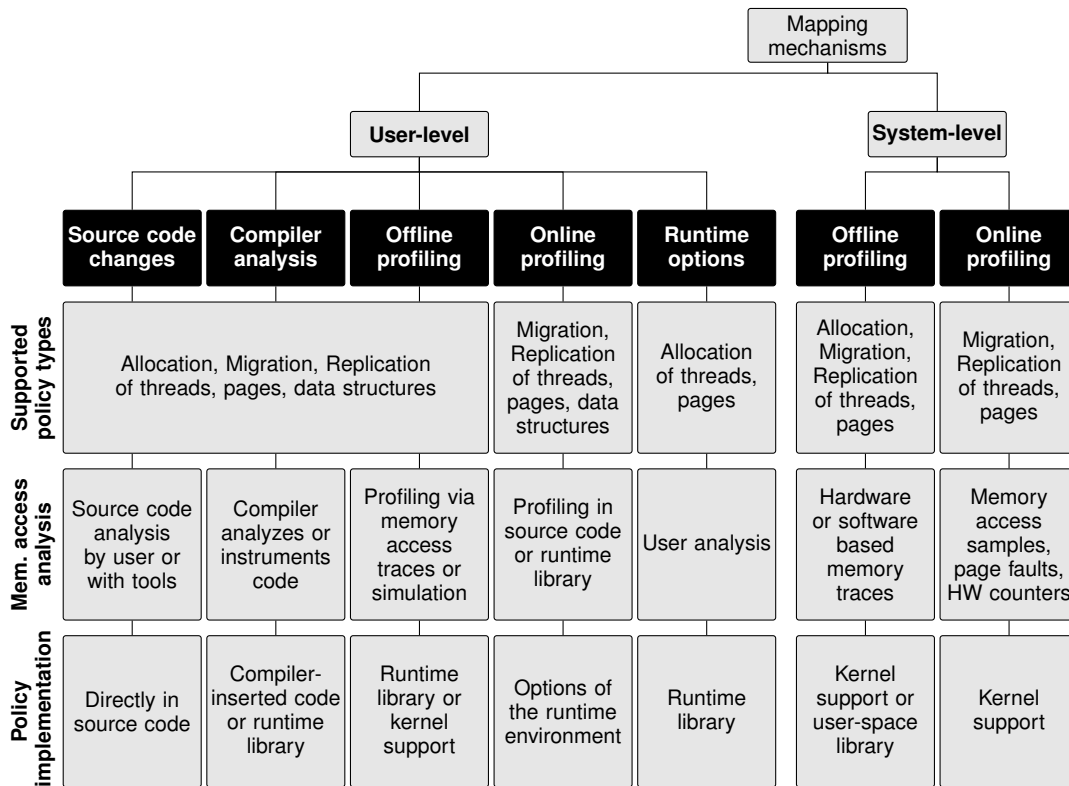 Mapping
mechanisms
User-level
System-level
Source code
changes
Compiler
analysis
Offline
profiling
Online
profiling
Runtime
options
Offline
profiling
Online
profiling
Supported
policy types
Allocation, Migration, Replication
of threads, pages, data structures
Migration,
Replication
of threads,
pages, data
structures
Allocation
of threads,
pages
Allocation,
Migration,
Replication
of threads,
pages
Migration,
Replication
of threads,
pages
Mem. access
analysis
Source code
analysis
by user or
with tools
Compiler
analyzes or
instruments
code
Profiling via
memory
access
traces or
simulation
Profiling in
source code
or runtime
library
User analysis
Hardware
or software
based
memory
traces
Memory
access
samples,
page faults,
HW counters
Policy
implementation
Directly in
source code
Compiler-
inserted code
or runtime
library
Runtime
library or
kernel
support
Options of
the runtime
environment
Runtime
library
Kernel
support or
user-space
library
Kernel
support